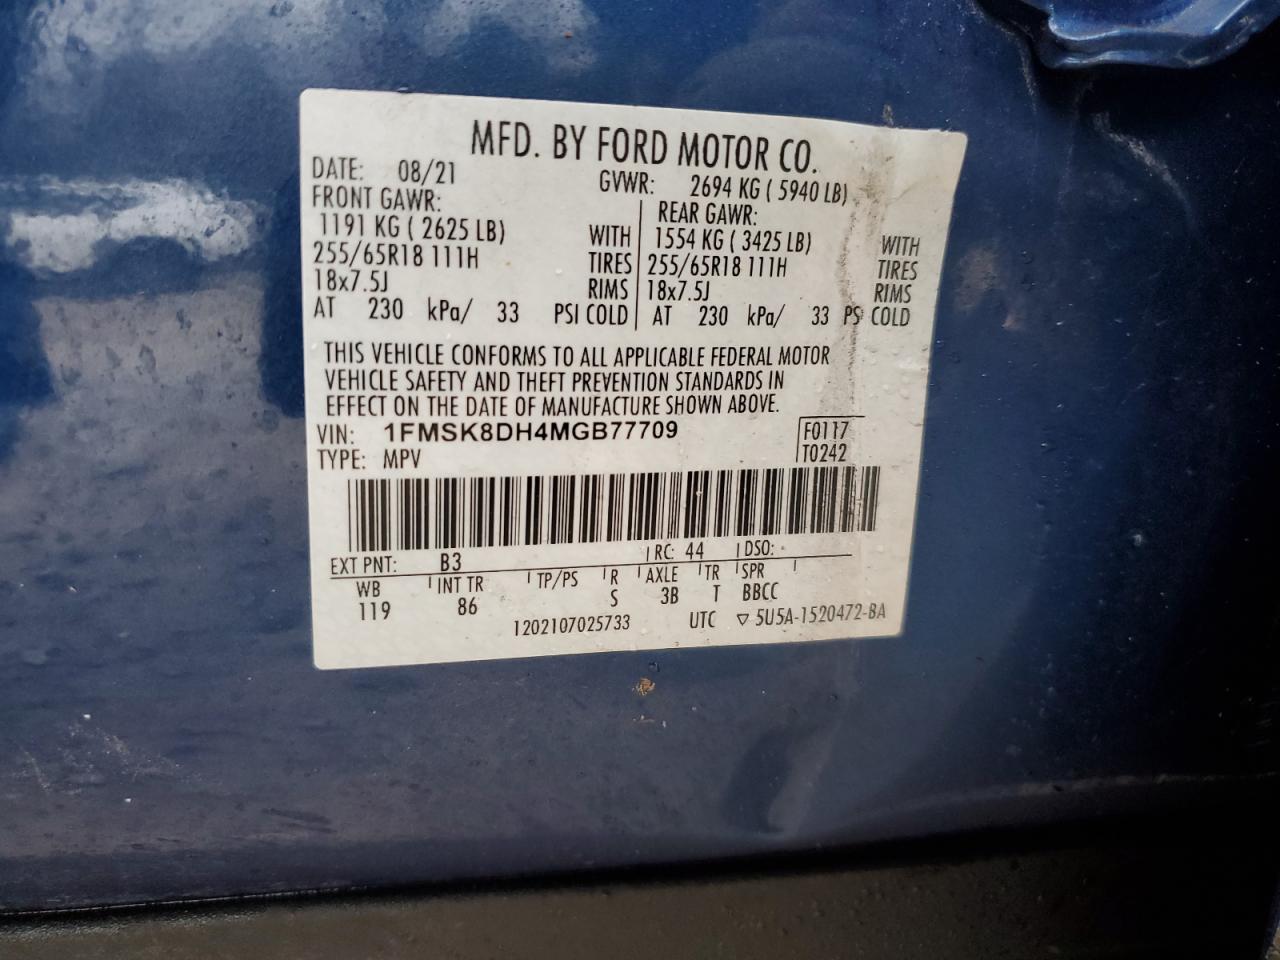 MFD. BY FORD MOTOR CO.
DATE: 08/21 GVWR: 2694 KG ( 5940 LB)
FRONT GAWR: REAR GAWR:
1191 KG ( 2625 LB) WITH 1554 KG ( 3425 LB) WITH
255/65R18 111H TIRES 255/65R18 111H TIRES
18x7.5J RIMS 18x7.5J RIMS
AT 230 kPa/ 33 PSI COLD AT 230 kPa/ 33 PS COLD
THIS VEHICLE CONFORMS TO ALL APPLICABLE FEDERAL MOTOR
VEHICLE SAFETY AND THEFT PREVENTION STANDARDS IN
EFFECT ON THE DATE OF MANUFACTURE SHOWN ABOVE.
VIN: 1FMSK8DH4MGB77709 F0117
TYPE: MPV T0242
EXT PNT: B3 RC: 44 DSO:
WB INT TR TP/PS R AXLE TR SPR
119 86 S 3B T BBCC
1202107025733 UTC ▽ 5U5A-1520472-BA